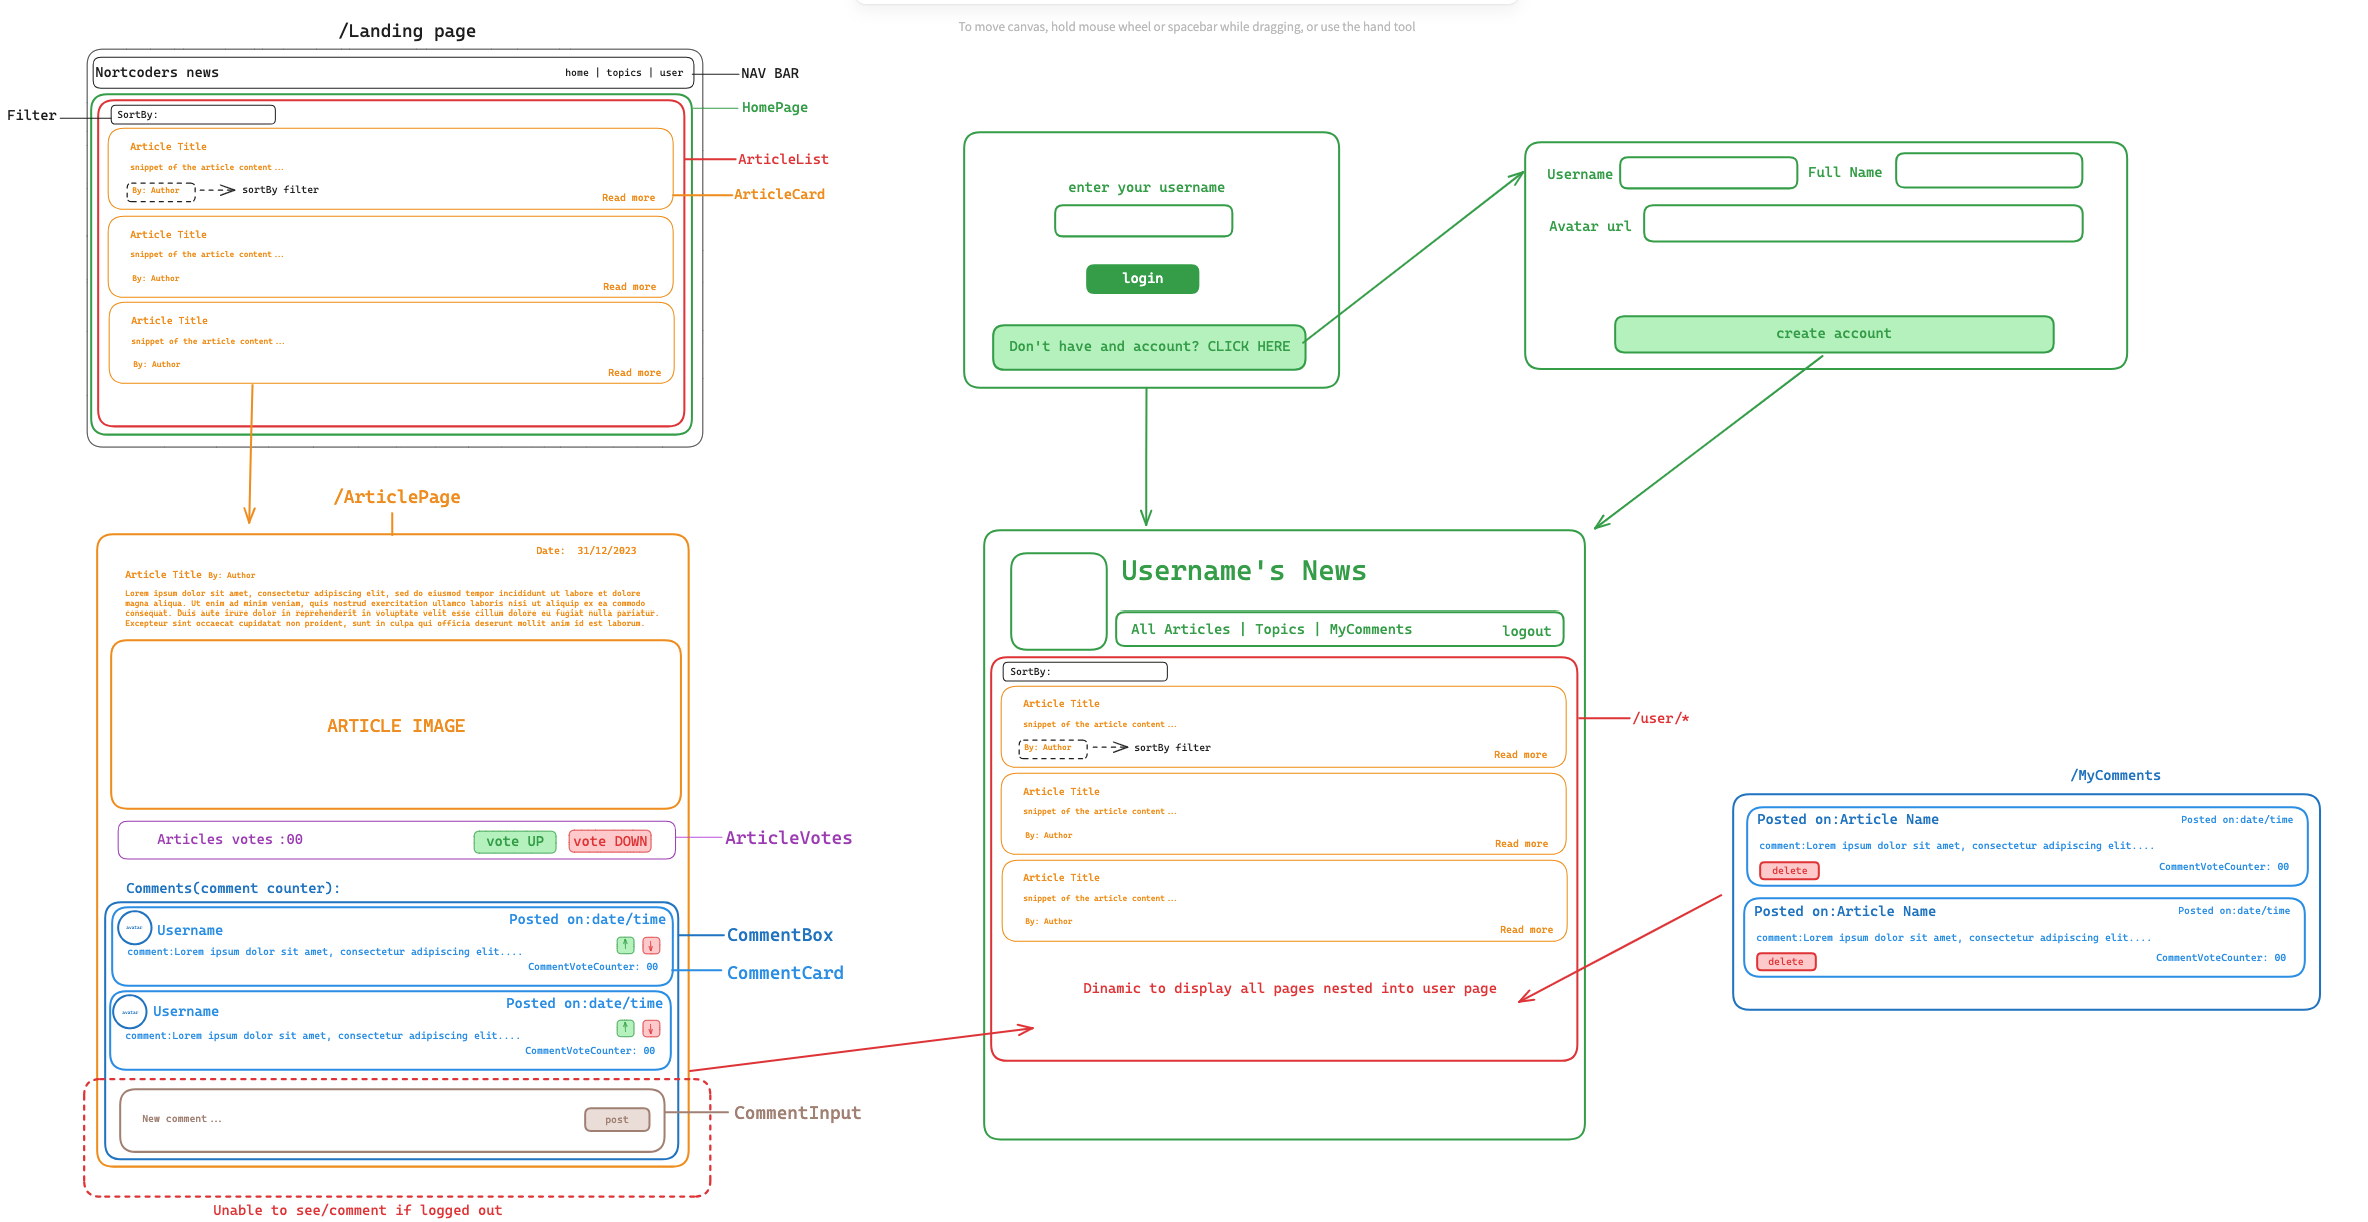 To move canvas, hold mouse wheel or spacebar while dragging, or use the hand tool
/Landing page
Nortcoders news
home | topics | user
NAV BAR
HomePage
Filter
SortBy:
Article Title
snippet of the article content...
By: Author
sortBy filter
Read more
ArticleList
ArticleCard
Article Title
snippet of the article content...
By: Author
Read more
Article Title
snippet of the article content...
By: Author
Read more
/ArticlePage
Date: 31/12/2023
Article Title By: Author
Lorem ipsum dolor sit amet, consectetur adipiscing elit, sed do eiusmod tempor incididunt ut labore et dolore
magna aliqua. Ut enim ad minim veniam, quis nostrud exercitation ullamco laboris nisi ut aliquip ex ea commodo
consequat. Duis aute irure dolor in reprehenderit in voluptate velit esse cillum dolore eu fugiat nulla pariatur.
Excepteur sint occaecat cupidatat non proident, sunt in culpa qui officia deserunt mollit anim id est laborum.
ARTICLE IMAGE
Articles votes :00
vote UP
vote DOWN
ArticleVotes
Comments(comment counter):
avatar
Username
Posted on:date/time
comment:Lorem ipsum dolor sit amet, consectetur adipiscing elit....
CommentVoteCounter: 00
CommentBox
CommentCard
avatar
Username
Posted on:date/time
comment:Lorem ipsum dolor sit amet, consectetur adipiscing elit....
CommentVoteCounter: 00
New comment...
post
CommentInput
Unable to see/comment if logged out
enter your username
login
Don't have and account? CLICK HERE
Username
Full Name
Avatar url
create account
Username's News
All Articles | Topics | MyComments
logout
SortBy:
Article Title
snippet of the article content...
By: Author
sortBy filter
Read more
/user/*
Article Title
snippet of the article content...
By: Author
Read more
Article Title
snippet of the article content...
By: Author
Read more
Dinamic to display all pages nested into user page
/MyComments
Posted on:Article Name
Posted on:date/time
comment:Lorem ipsum dolor sit amet, consectetur adipiscing elit....
delete
CommentVoteCounter: 00
Posted on:Article Name
Posted on:date/time
comment:Lorem ipsum dolor sit amet, consectetur adipiscing elit....
delete
CommentVoteCounter: 00